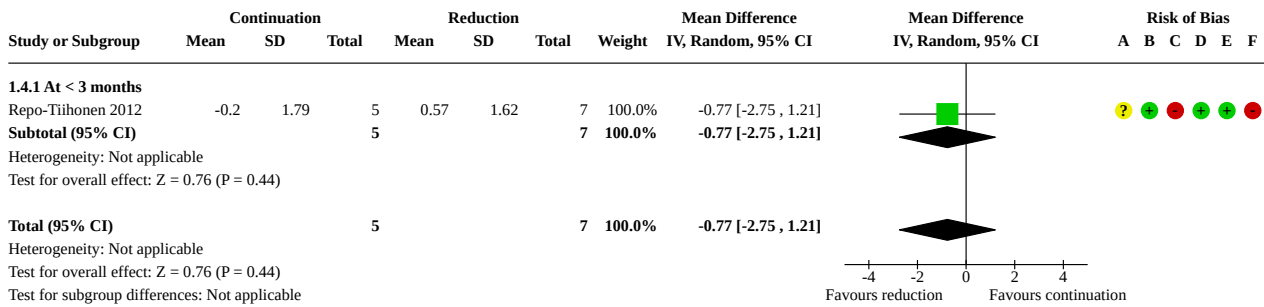 Continuation Reduction Mean Difference Mean Difference Risk of Bias
Study or Subgroup Mean SD Total Mean SD Total Weight IV, Random, 95% CI IV, Random, 95% CI A B C D E F
1.4.1 At < 3 months
Repo-Tiihonen 2012 -0.2 1.79 5 0.57 1.62 7 100.0% -0.77 [-2.75 , 1.21] ? + - + + -
Subtotal (95% CI) 5 7 100.0% -0.77 [-2.75 , 1.21]
Heterogeneity: Not applicable
Test for overall effect: Z = 0.76 (P = 0.44)
Total (95% CI) 5 7 100.0% -0.77 [-2.75 , 1.21]
Heterogeneity: Not applicable
Test for overall effect: Z = 0.76 (P = 0.44)
-4 -2 0 2 4
Test for subgroup differences: Not applicable Favours reduction Favours continuation